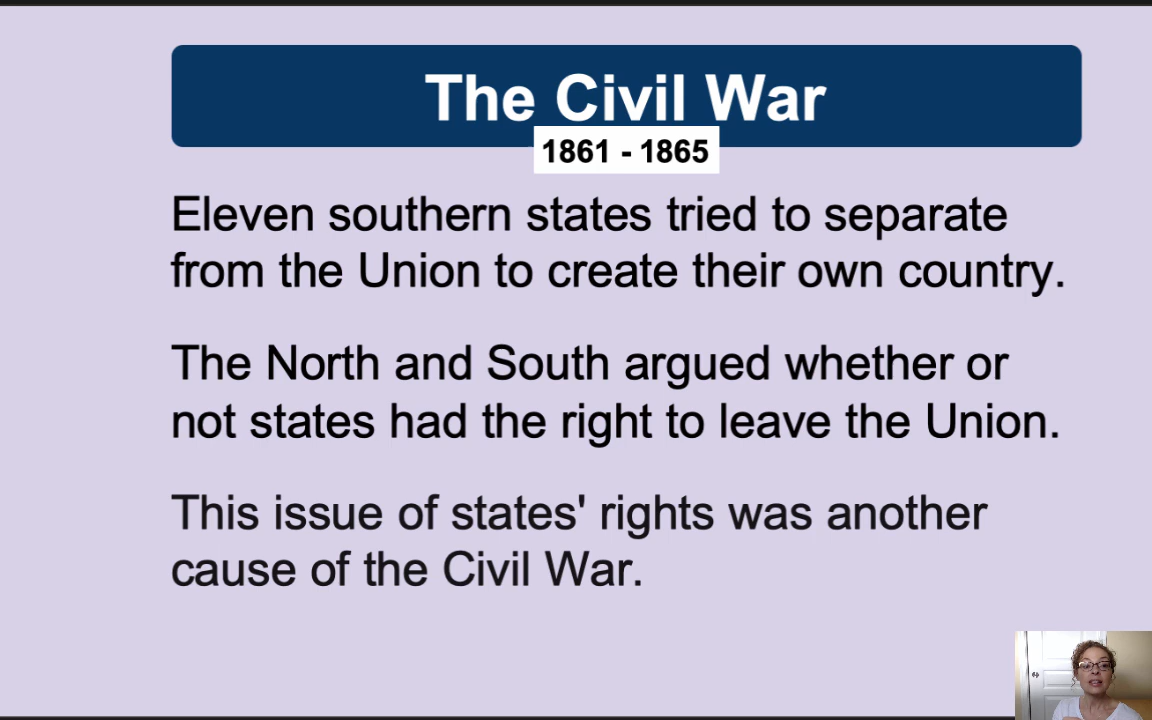 The Civil War
1861 - 1865
Eleven southern states tried to separate
from the Union to create their own country.
The North and South argued whether or
not states had the right to leave the Union.
This issue of states' rights was another
cause of the Civil War.